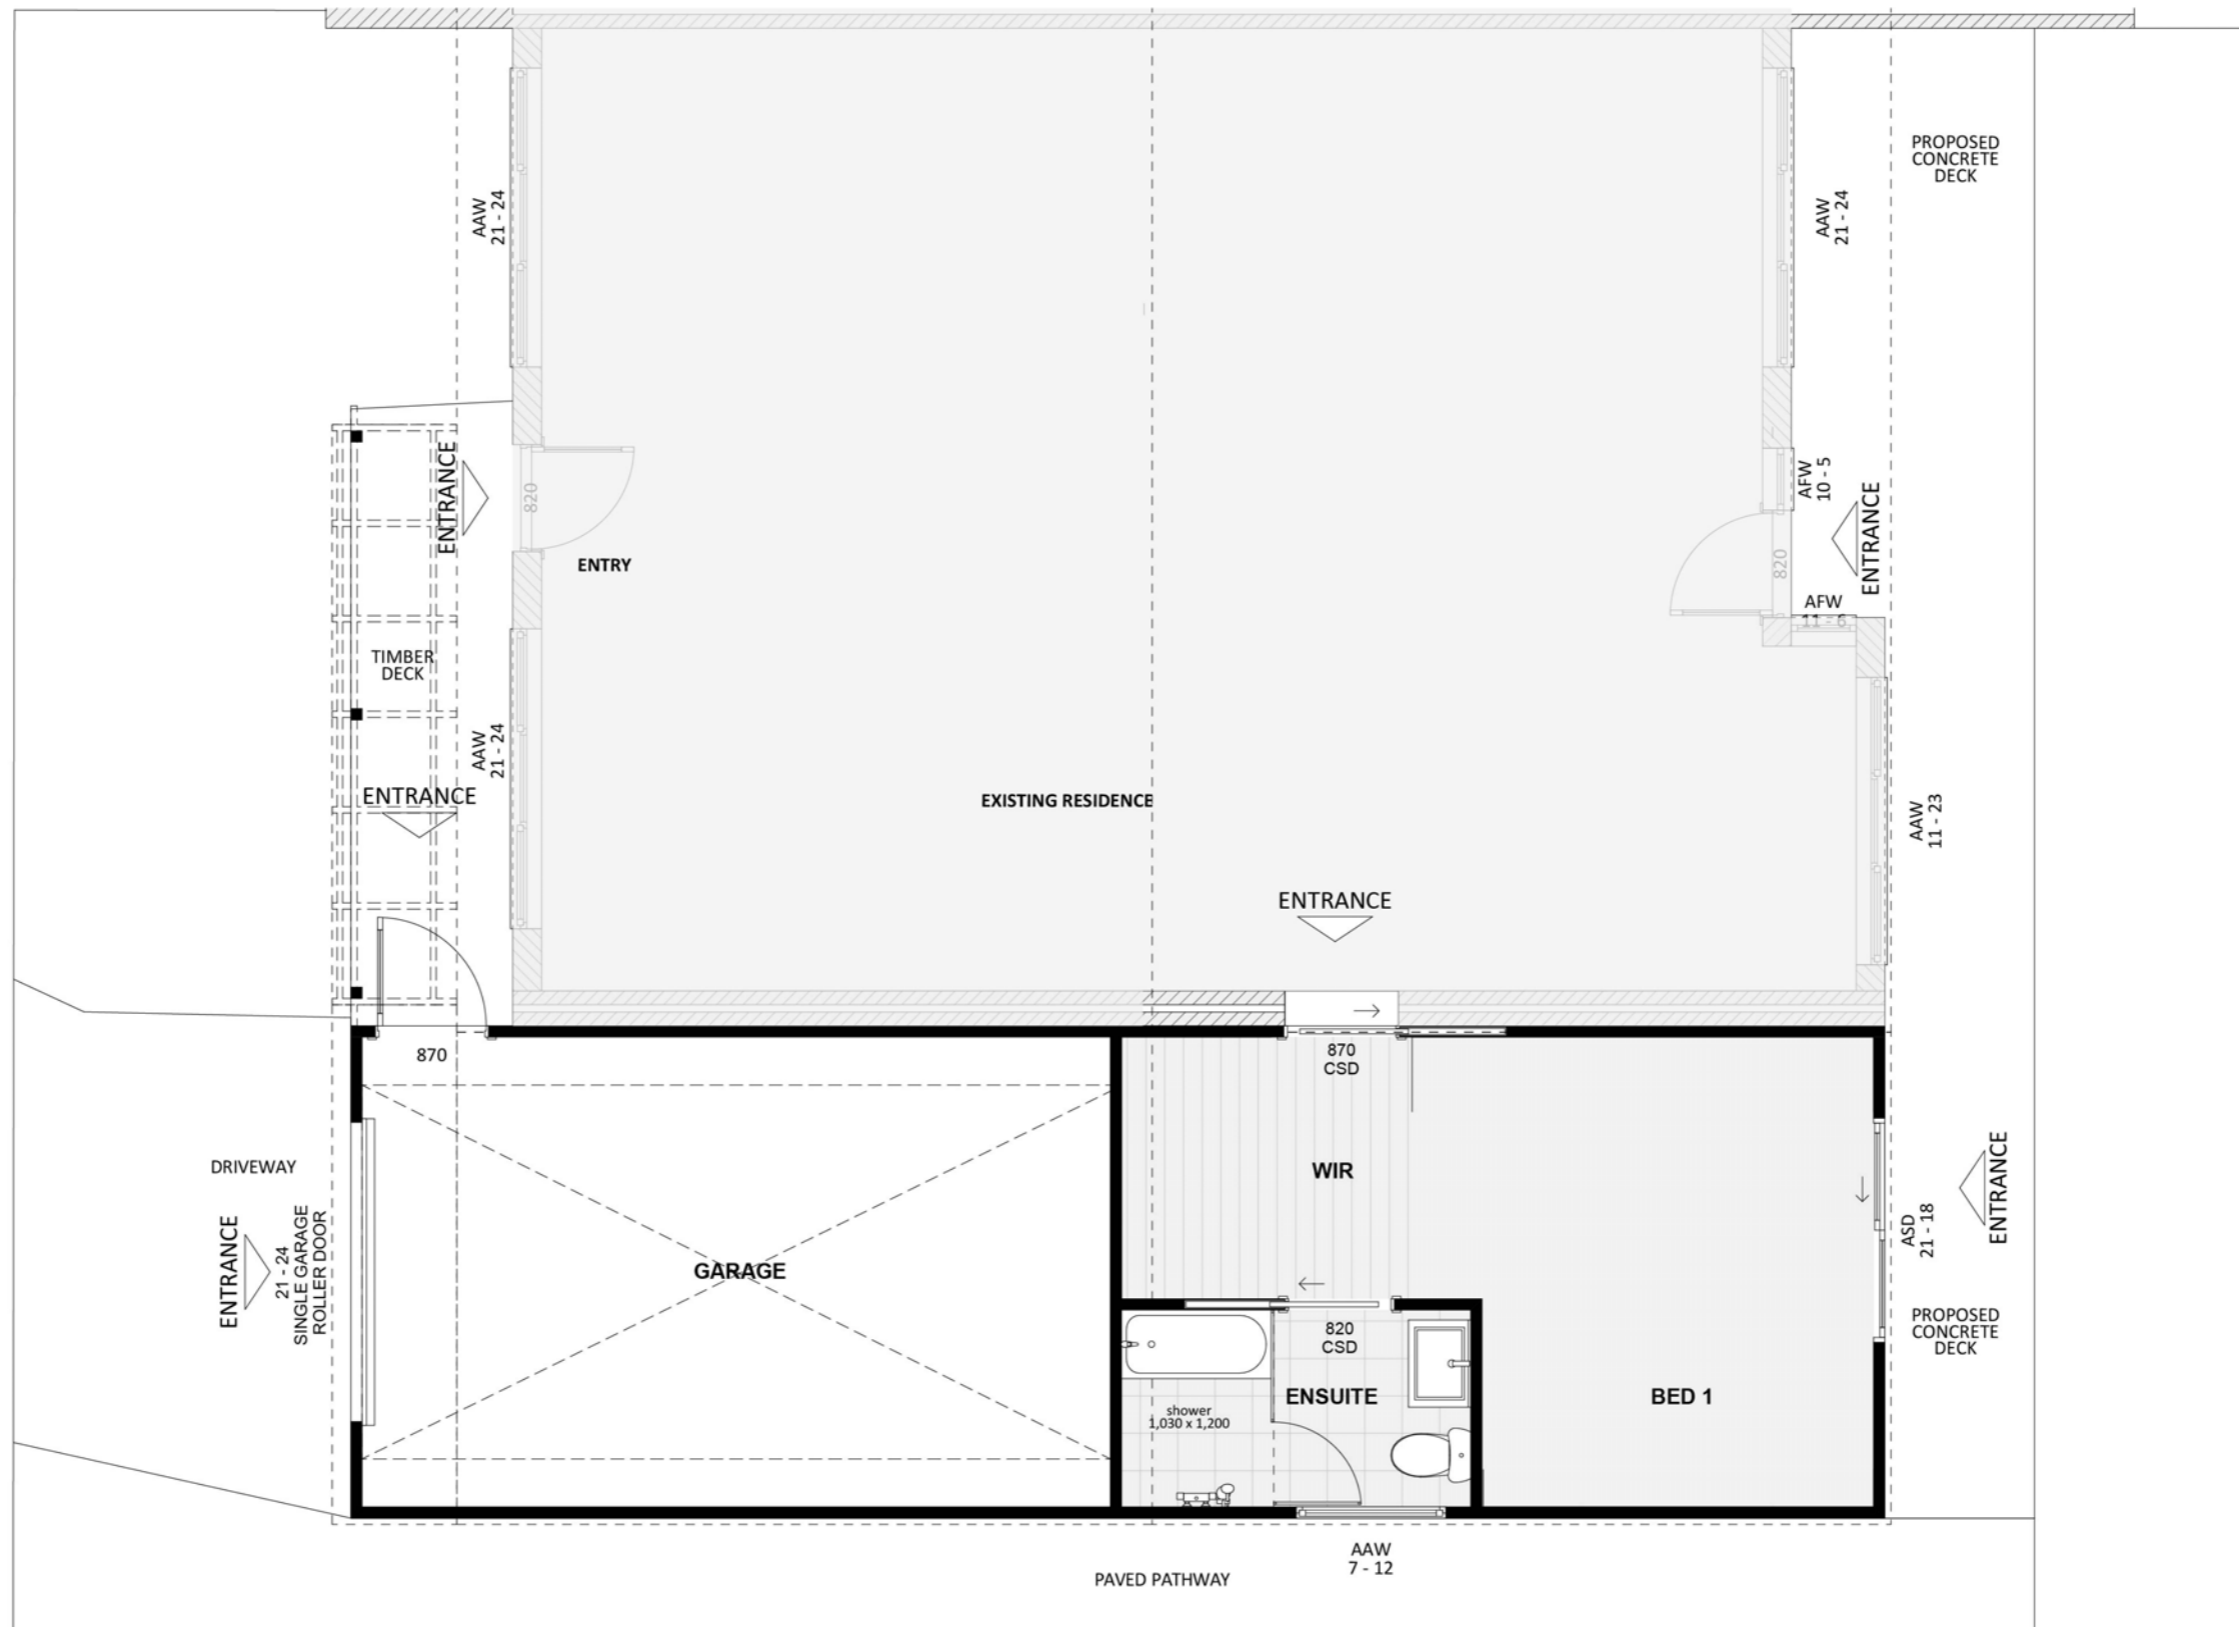 PROPOSED
CONCRETE
DECK
AAW
21 - 24
AAW
21 - 24
ENTRANCE
820
ENTRY
AFW
10 - 5
ENTRANCE
820
AFW
11 - 6
TIMBER
DECK
AAW
21 - 24
ENTRANCE
EXISTING RESIDENCE
AAW
11 - 23
ENTRANCE
870
870
CSD
DRIVEWAY
WIR
ENTRANCE
21 - 24
SINGLE GARAGE
ROLLER DOOR
GARAGE
ASD
21 - 18
ENTRANCE
820
CSD
PROPOSED
CONCRETE
DECK
ENSUITE
BED 1
shower
1,030 x 1,200
AAW
7 - 12
PAVED PATHWAY